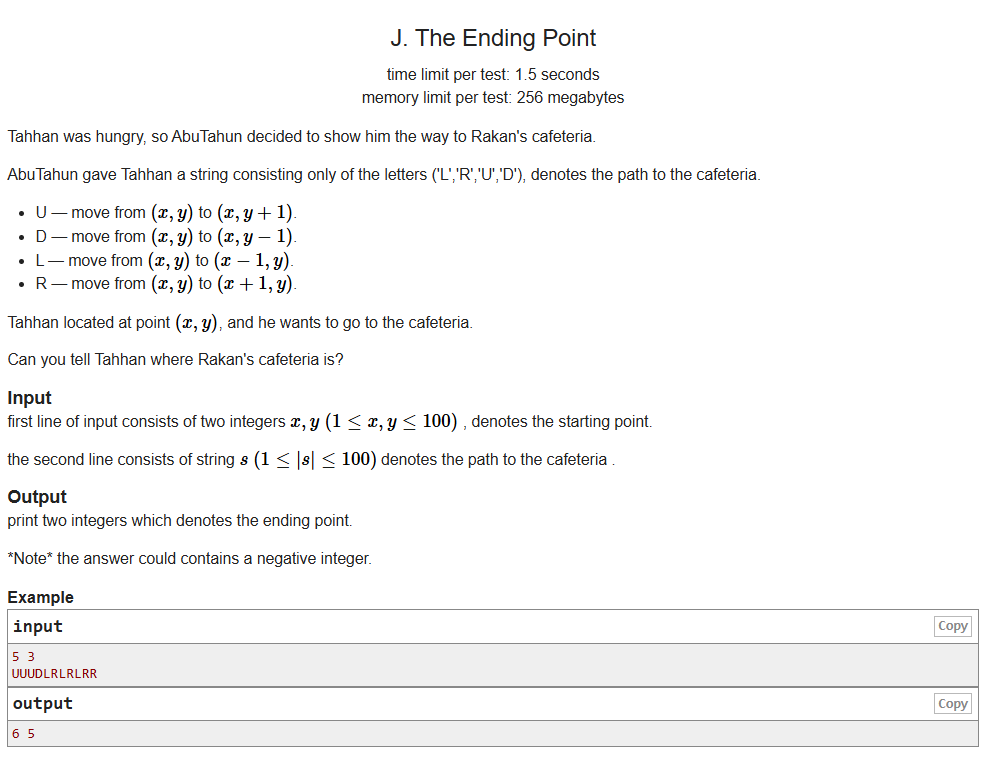 J. The Ending Point
time limit per test: 1.5 seconds
memory limit per test: 256 megabytes
Tahhan was hungry, so AbuTahun decided to show him the way to Rakan's cafeteria.
AbuTahun gave Tahhan a string consisting only of the letters ('L','R','U','D'), denotes the path to the cafeteria.
• U — move from (x, y) to (x, y + 1).
• D — move from (x, y) to (x, y − 1).
• L — move from (x, y) to (x − 1, y).
• R — move from (x, y) to (x + 1, y).
Tahhan located at point (x, y), and he wants to go to the cafeteria.
Can you tell Tahhan where Rakan's cafeteria is?
Input
first line of input consists of two integers x, y (1 ≤ x, y ≤ 100) , denotes the starting point.
the second line consists of string s (1 ≤ |s| ≤ 100) denotes the path to the cafeteria .
Output
print two integers which denotes the ending point.
*Note* the answer could contains a negative integer.
Example
input Copy
5 3
UUUDLRLRLRR
output Copy
6 5